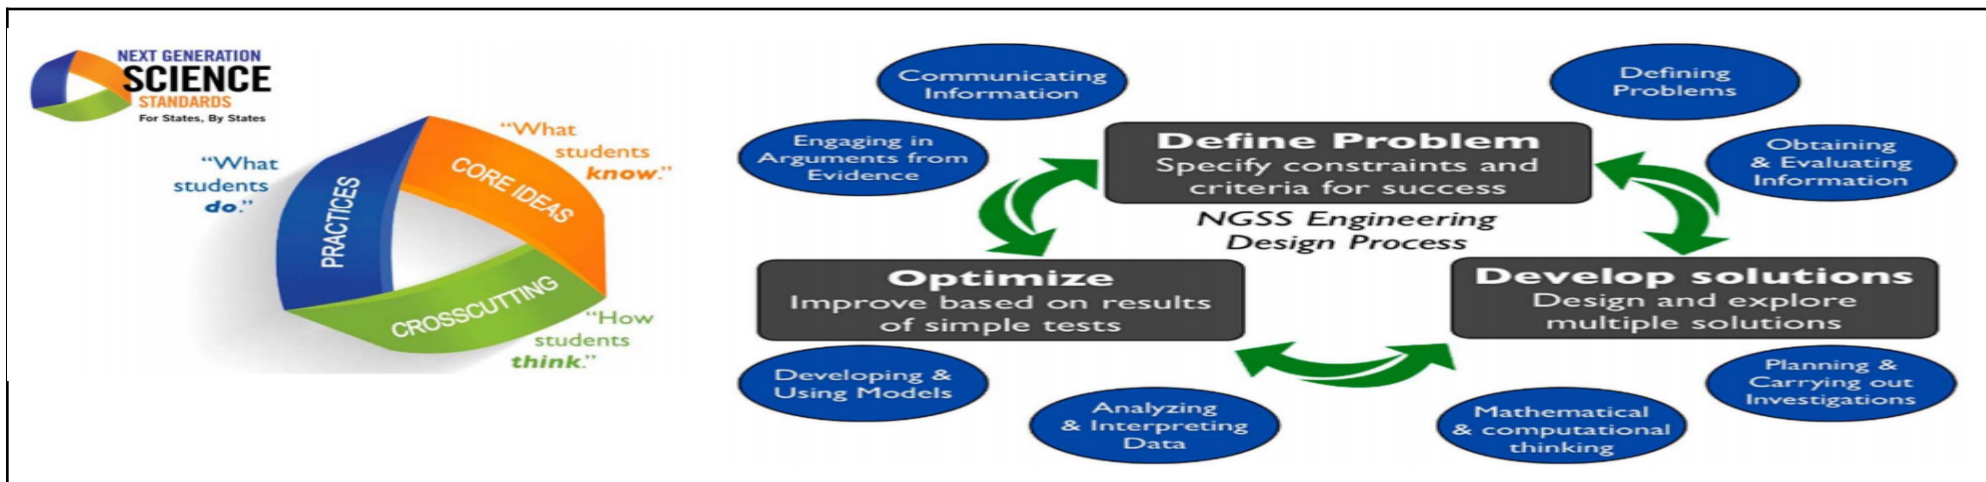 NEXT GENERATION
SCIENCE
STANDARDS
For States, By States
"What
students
do."
PRACTICES
CORE IDEAS
CROSSCUTTING
"What
students
know."
"How
students
think."
Communicating
Information
Engaging in
Arguments from
Evidence
Defining
Problems
Obtaining
& Evaluating
Information
Define Problem
Specify constraints and
criteria for success
NGSS Engineering
Design Process
Optimize
Improve based on results
of simple tests
Develop solutions
Design and explore
multiple solutions
Developing &
Using Models
Analyzing
& Interpreting
Data
Mathematical
& computational
thinking
Planning &
Carrying out
Investigations